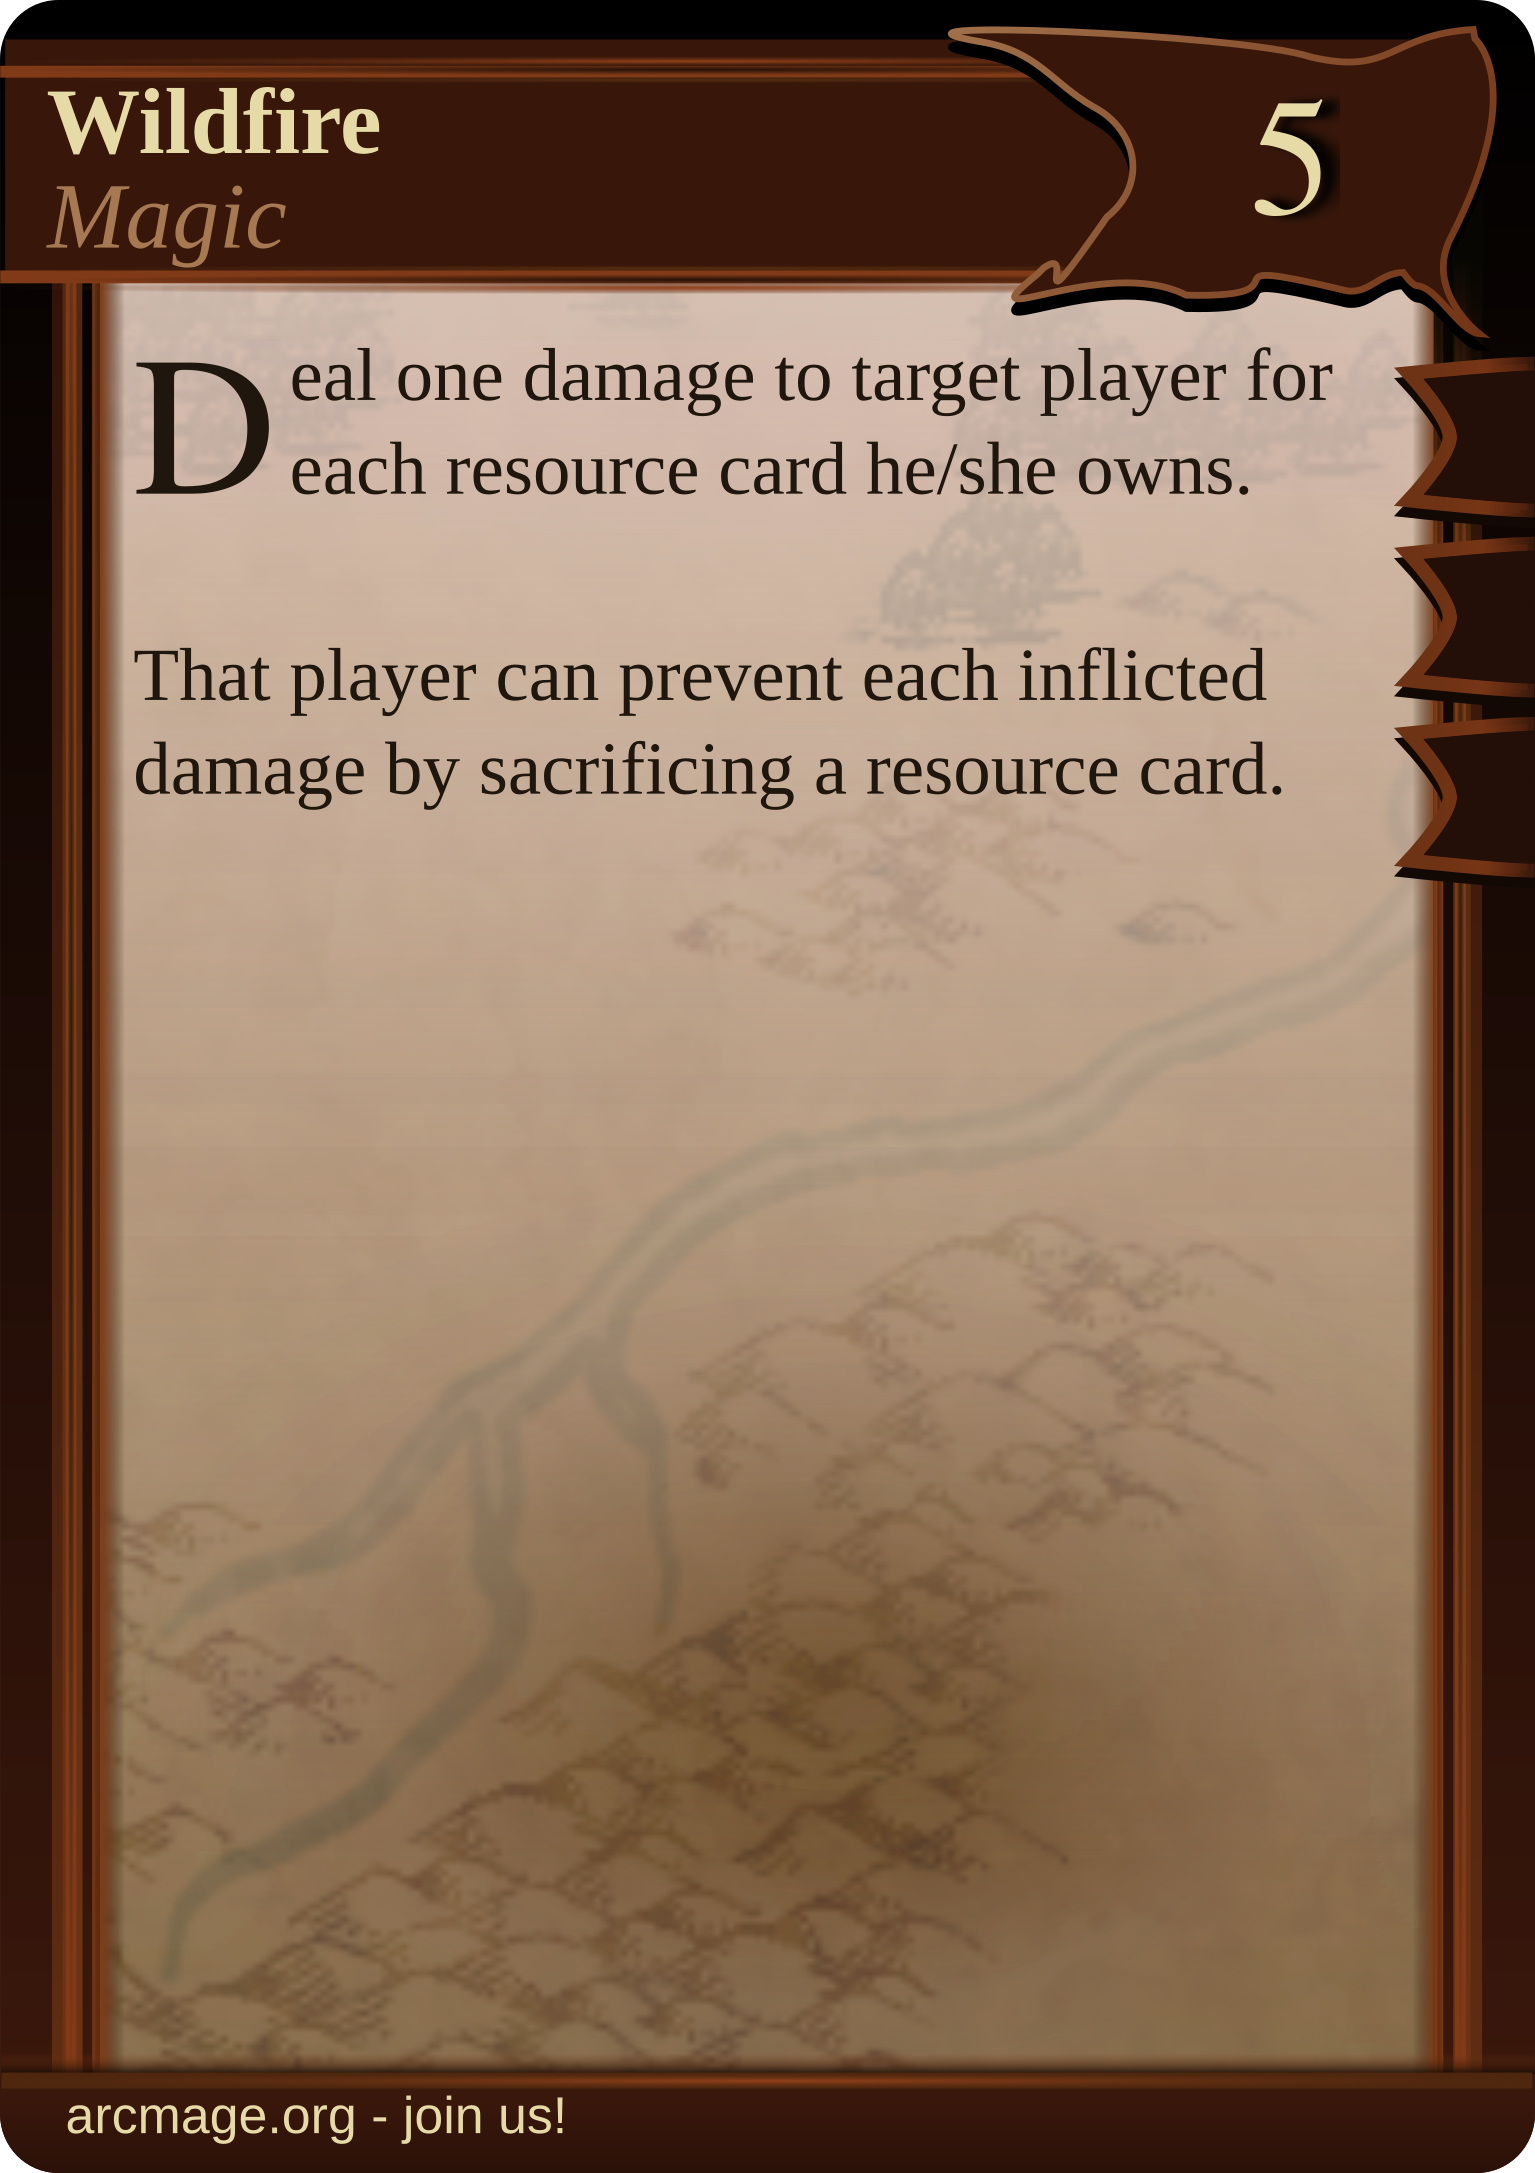 Wildfire
Magic
5
Deal one damage to target player for
each resource card he/she owns.
That player can prevent each inflicted
damage by sacrificing a resource card.
arcmage.org - join us!